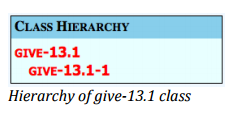 CLASS HIERARCHY
GIVE-13.1
GIVE-13.1-1
Hierarchy of give-13.1 class